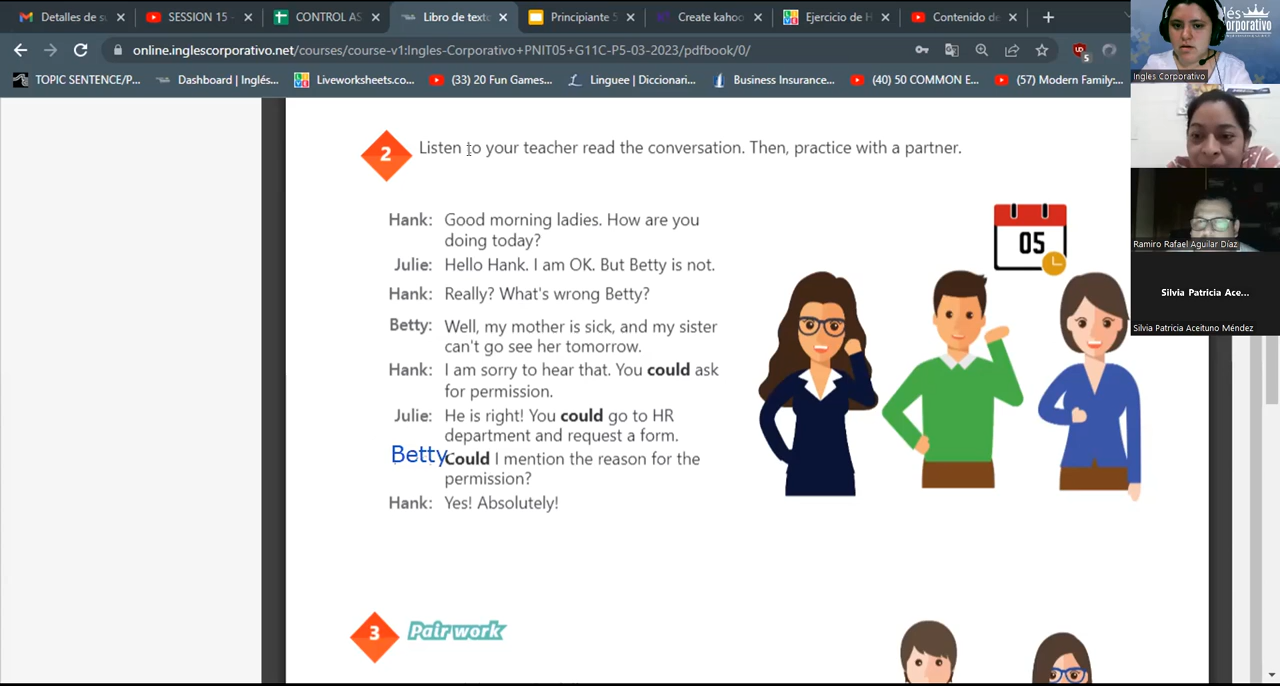 Detalles de su
SESSION 15 -
CONTROL AS
Libro de texto
Principiante 5
Create kahoo
Ejercicio de H
Contenido de
online.inglescorporativo.net/courses/course-v1:Ingles-Corporativo+PNIT05+G11C-P5-03-2023/pdfbook/0/
5
TOPIC SENTENCE/P...
Dashboard | Inglés...
Liveworksheets.co...
(33) 20 Fun Games...
Linguee | Diccionari...
Business Insurance...
(40) 50 COMMON E...
(57) Modern Family:...
Ingles Corporativo
Ramiro Rafael Aguilar Díaz
Silvia Patricia Ace...
Silvia Patricia Aceituno Méndez
2
Listen to your teacher read the conversation. Then, practice with a partner.
Hank: Good morning ladies. How are you
doing today?
Julie: Hello Hank. I am OK. But Betty is not.
Hank: Really? What's wrong Betty?
Betty: Well, my mother is sick, and my sister
can't go see her tomorrow.
Hank: I am sorry to hear that. You could ask
for permission.
Julie: He is right! You could go to HR
department and request a form.
Betty Could I mention the reason for the
permission?
Hank: Yes! Absolutely!
05
3
Pair work